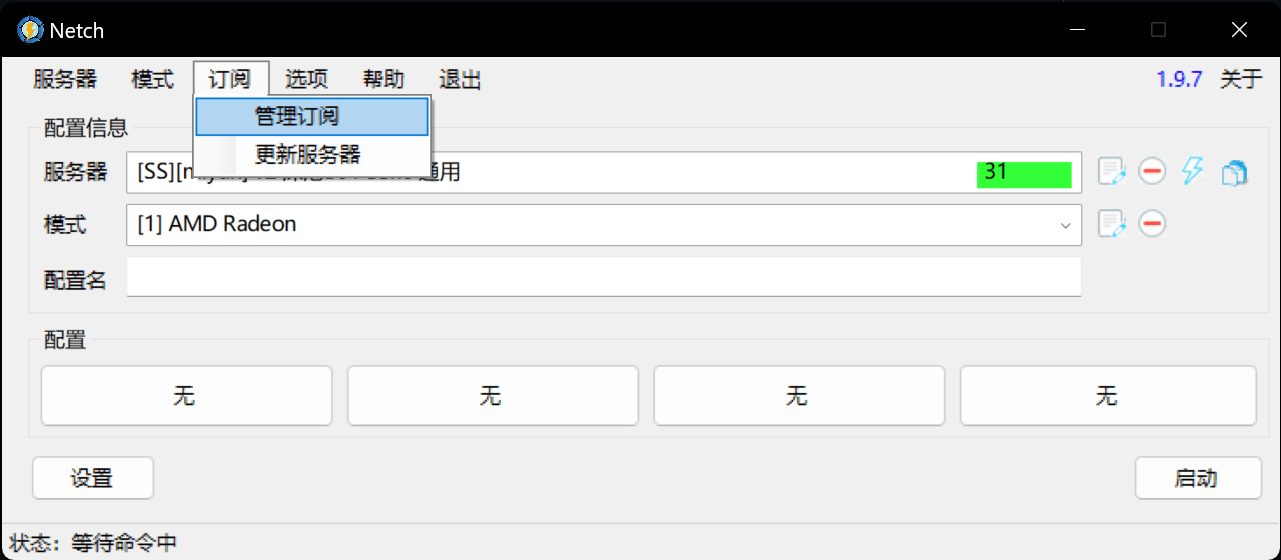 Netch
服务器 模式 订阅 选项 帮助 退出 1.9.7 关于
管理订阅
更新服务器
配置信息
服务器 [SS][ 通用 31
模式 [1] AMD Radeon
配置名
配置
无 无 无 无
设置 启动
状态：等待命令中